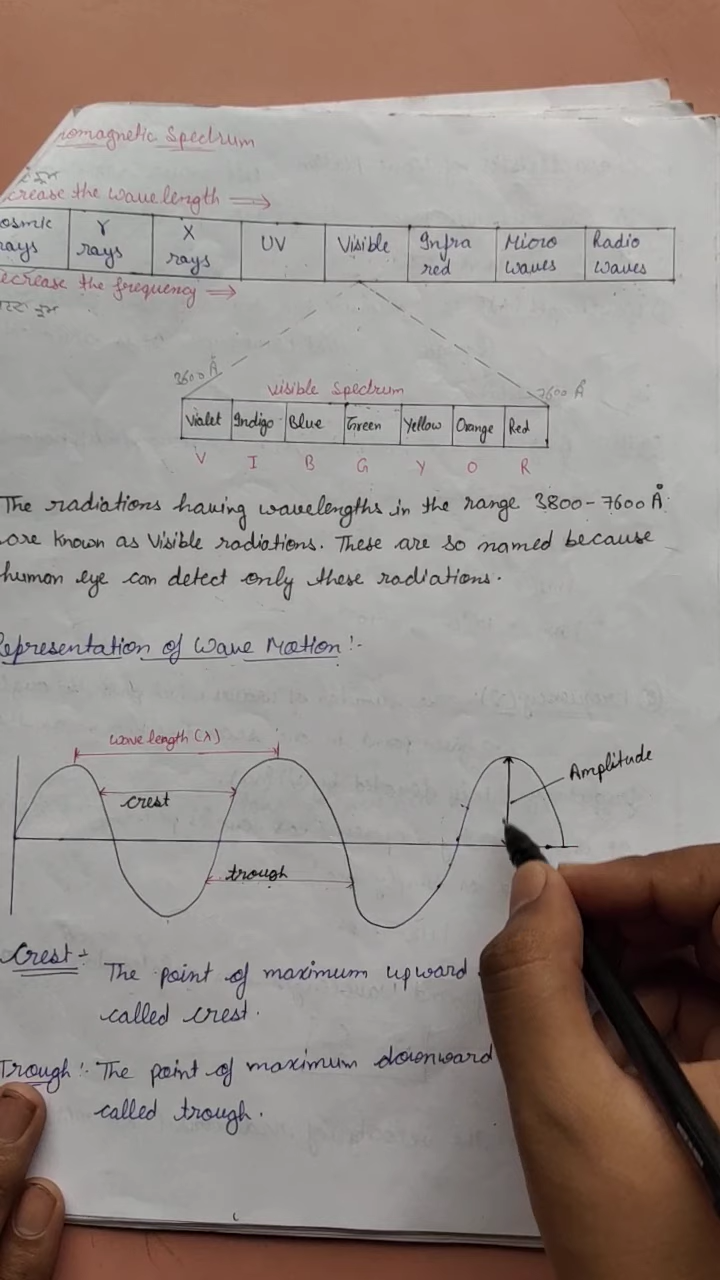 romagnetic Spectrum
crease the wave length →
osmic rays γ rays X rays UV Visible Infra red Micro waves Radio waves
ecrease the frequency →
7600 Å
Visible Spectrum
Vialet Indigo Blue Green Yellow Orange Red
V I B G Y O R
The radiations having wavelengths in the range 3800-7600 Å
are known as Visible radiations. These are so named because
human eye can detect only these radiations.
epresentation of Wave Motion :-
wave length (λ)
crest
Amplitude
trough
Crest :- The point of maximum upward
called crest.
Trough :- The point of maximum downward
called trough.